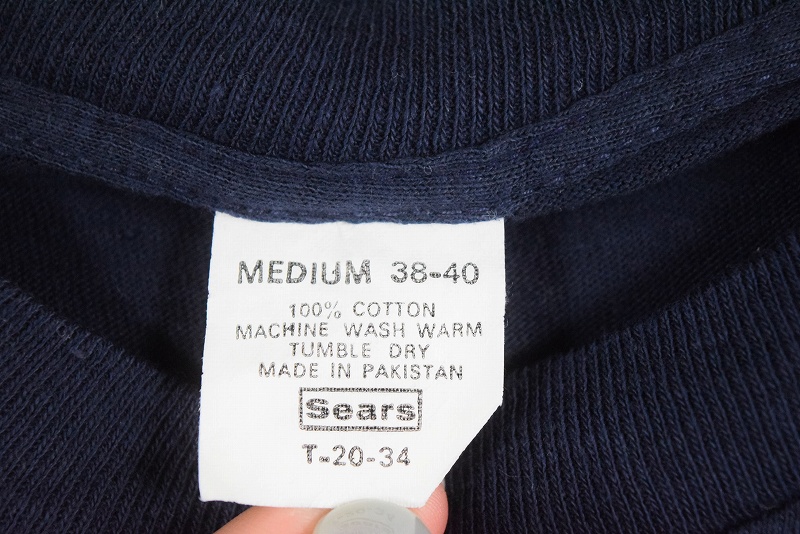 MEDIUM 38-40
100% COTTON
MACHINE WASH WARM
TUMBLE DRY
MADE IN PAKISTAN
Sears
T-20-34